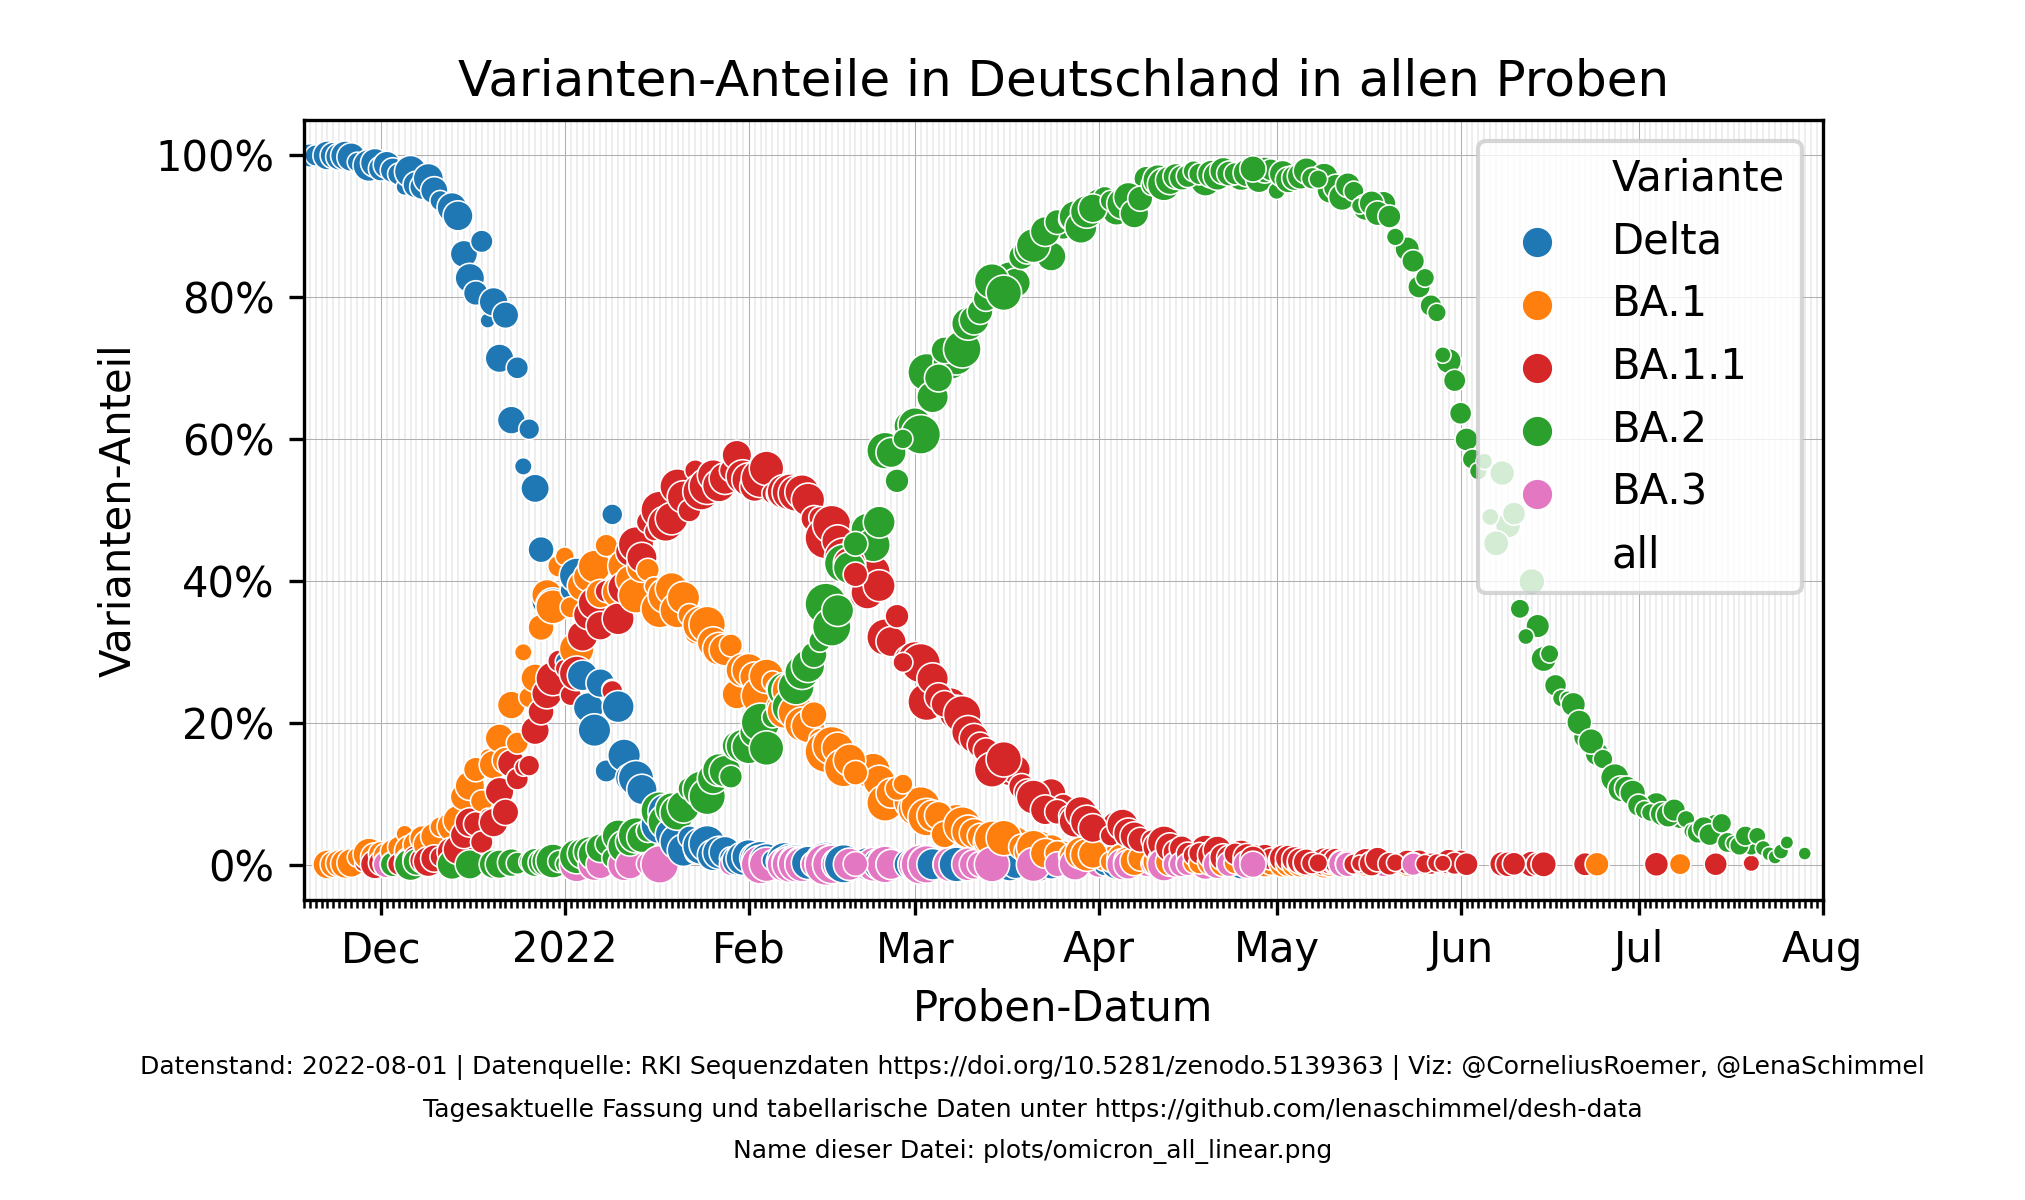 Varianten-Anteile in Deutschland in allen Proben
Varianten-Anteil
100%
80%
60%
40%
20%
0%
Variante
Delta
BA.1
BA.1.1
BA.2
BA.3
all
Dec 2022 Feb Mar Apr May Jun Jul Aug
Proben-Datum
Datenstand: 2022-08-01 | Datenquelle: RKI Sequenzdaten https://doi.org/10.5281/zenodo.5139363 | Viz: @CorneliusRoemer, @LenaSchimmel
Tagesaktuelle Fassung und tabellarische Daten unter https://github.com/lenaschimmel/desh-data
Name dieser Datei: plots/omicron_all_linear.png